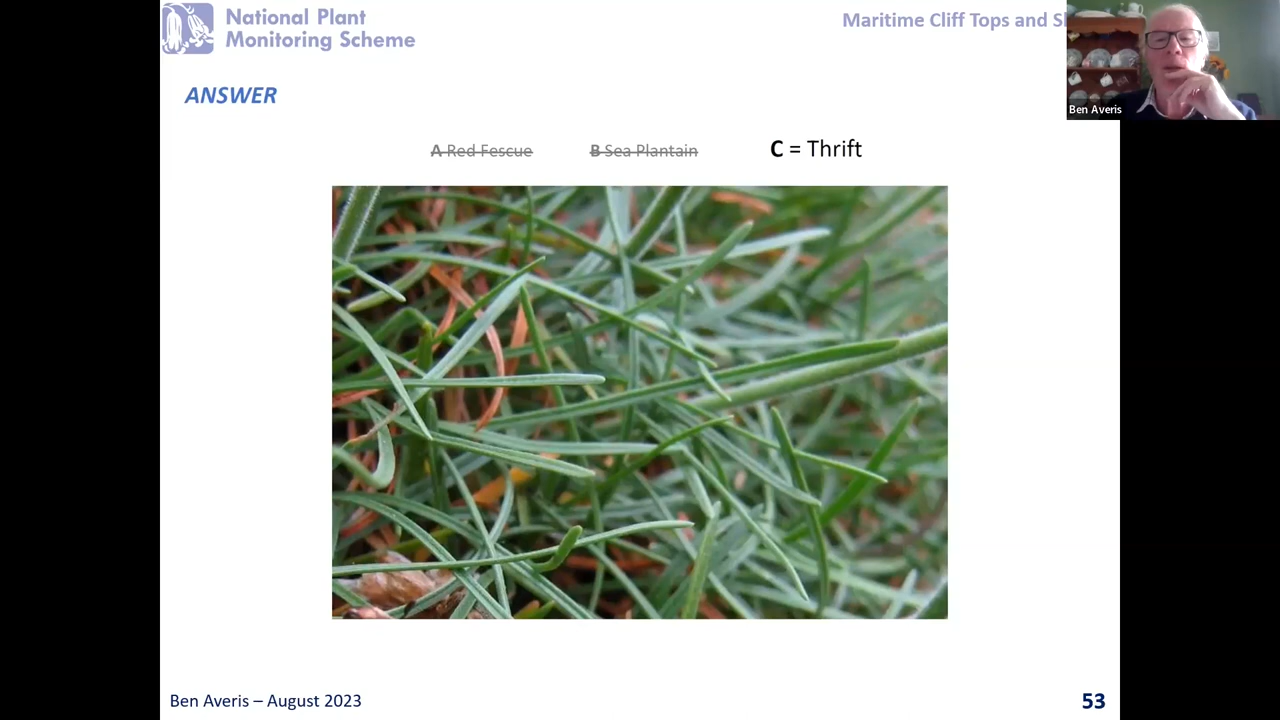 National Plant
Monitoring Scheme
Maritime Cliff Tops and
Ben Averis
ANSWER
A Red Fescue B Sea Plantain C = Thrift
Ben Averis – August 2023
53